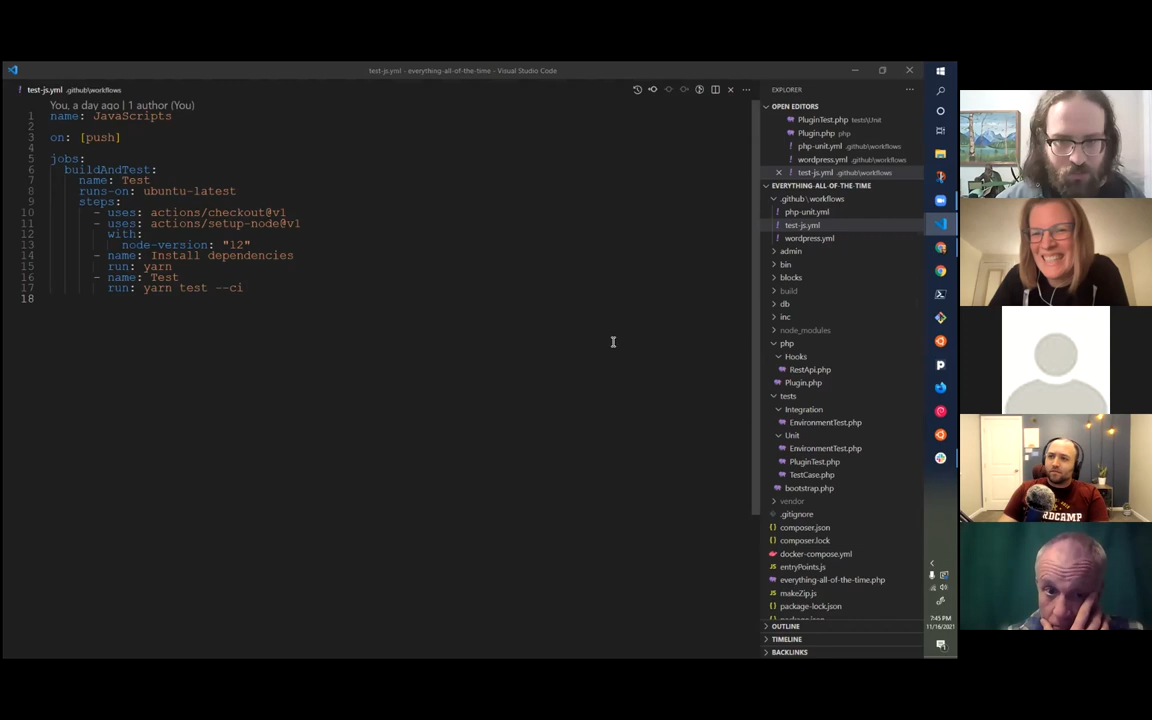 test-js.yml - everything-all-of-the-time - Visual Studio Code
test-js.yml .github\workflows
You, a day ago | 1 author (You)
1 name: JavaScripts
2
3 on: [push]
4
5 jobs:
6 buildAndTest:
7 name: Test
8 runs-on: ubuntu-latest
9 steps:
10 - uses: actions/checkout@v1
11 - uses: actions/setup-node@v1
12 with:
13 node-version: "12"
14 - name: Install dependencies
15 run: yarn
16 - name: Test
17 run: yarn test --ci
18
EXPLORER
OPEN EDITORS
PluginTest.php tests\Unit
Plugin.php php
php-unit.yml .github\workflows
wordpress.yml .github\workflows
test-js.yml .github\workflows
EVERYTHING-ALL-OF-THE-TIME
.github \ workflows
php-unit.yml
test-js.yml
wordpress.yml
admin
bin
blocks
build
db
inc
node_modules
php
Hooks
RestApi.php
Plugin.php
tests
Integration
EnvironmentTest.php
Unit
EnvironmentTest.php
PluginTest.php
TestCase.php
bootstrap.php
vendor
.gitignore
composer.json
composer.lock
docker-compose.yml
entryPoints.js
everything-all-of-the-time.php
makeZip.js
package-lock.json
OUTLINE
TIMELINE
BACKLINKS
7:45 PM
11/16/2021